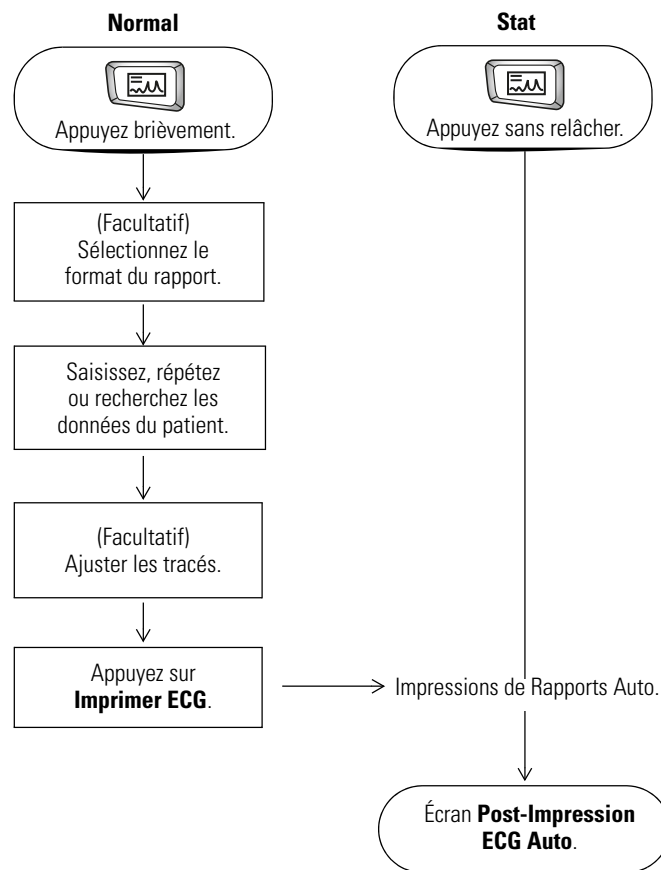 Normal
Stat
Appuyez brièvement.
Appuyez sans relâcher.
(Facultatif)
Sélectionnez le
format du rapport.
Saisissez, répétez
ou recherchez les
données du patient.
(Facultatif)
Ajuster les tracés.
Appuyez sur
Imprimer ECG.
Impressions de Rapports Auto.
Écran Post-Impression
ECG Auto.